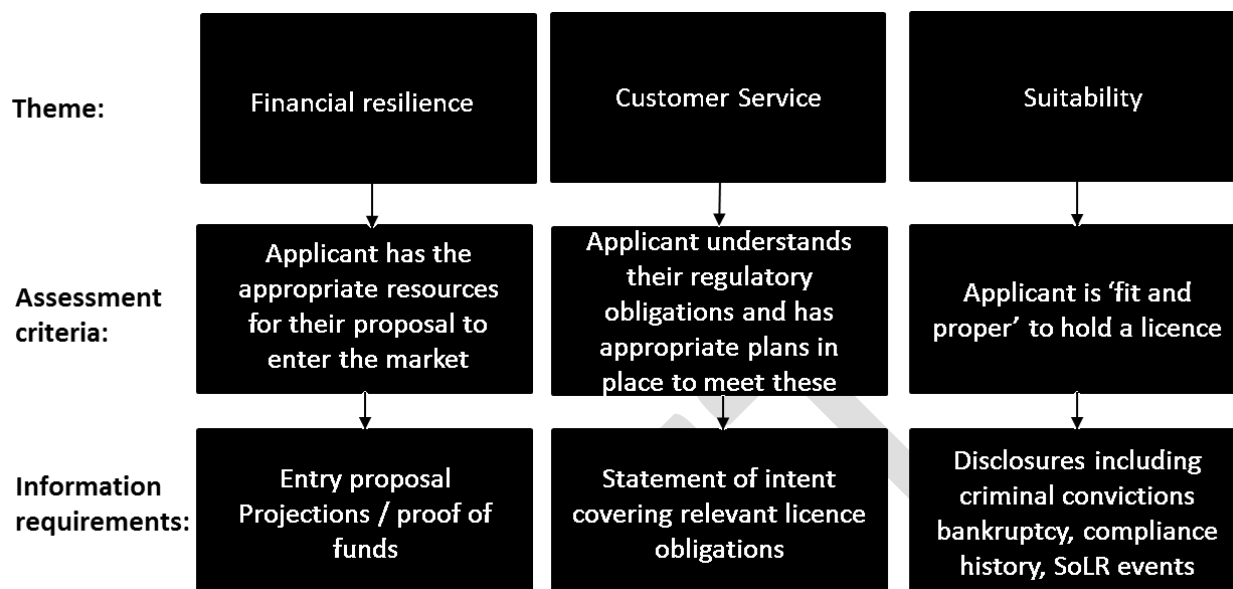 Theme:
Financial resilience
Customer Service
Suitability
Assessment
criteria:
Applicant has the
appropriate resources
for their proposal to
enter the market
Applicant understands
their regulatory
obligations and has
appropriate plans in
place to meet these
Applicant is ‘fit and
proper’ to hold a licence
Information
requirements:
Entry proposal
Projections / proof of
funds
Statement of intent
covering relevant licence
obligations
Disclosures including
criminal convictions
bankruptcy, compliance
history, SoLR events